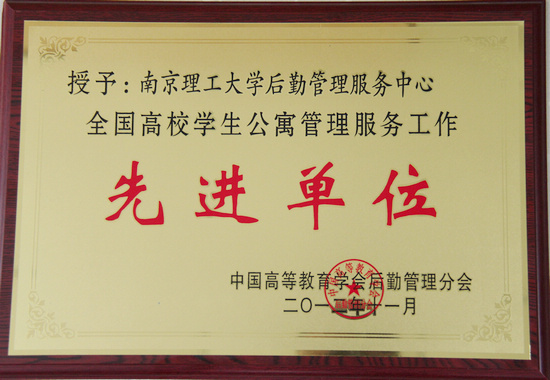 授予：南京理工大学后勤管理服务中心
全国高校学生公寓管理服务工作
先进单位
中国高等教育学会后勤管理分会
二〇一二年十一月